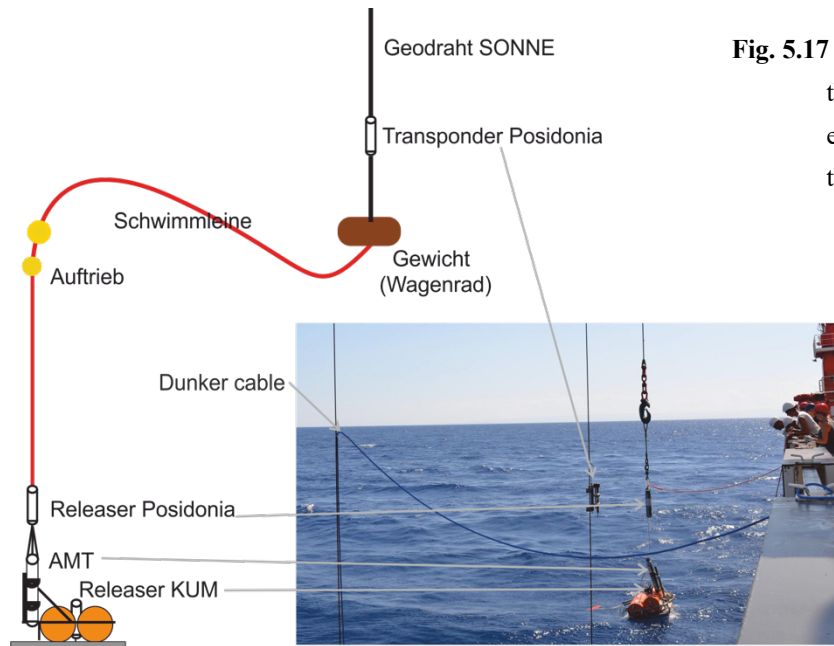 Geodraht SONNE
Fig. 5.17
t
e
t
Transponder Posidonia
Schwimmleine
Auftrieb
Gewicht
(Wagenrad)
Dunker cable
Releaser Posidonia
AMT
Releaser KUM